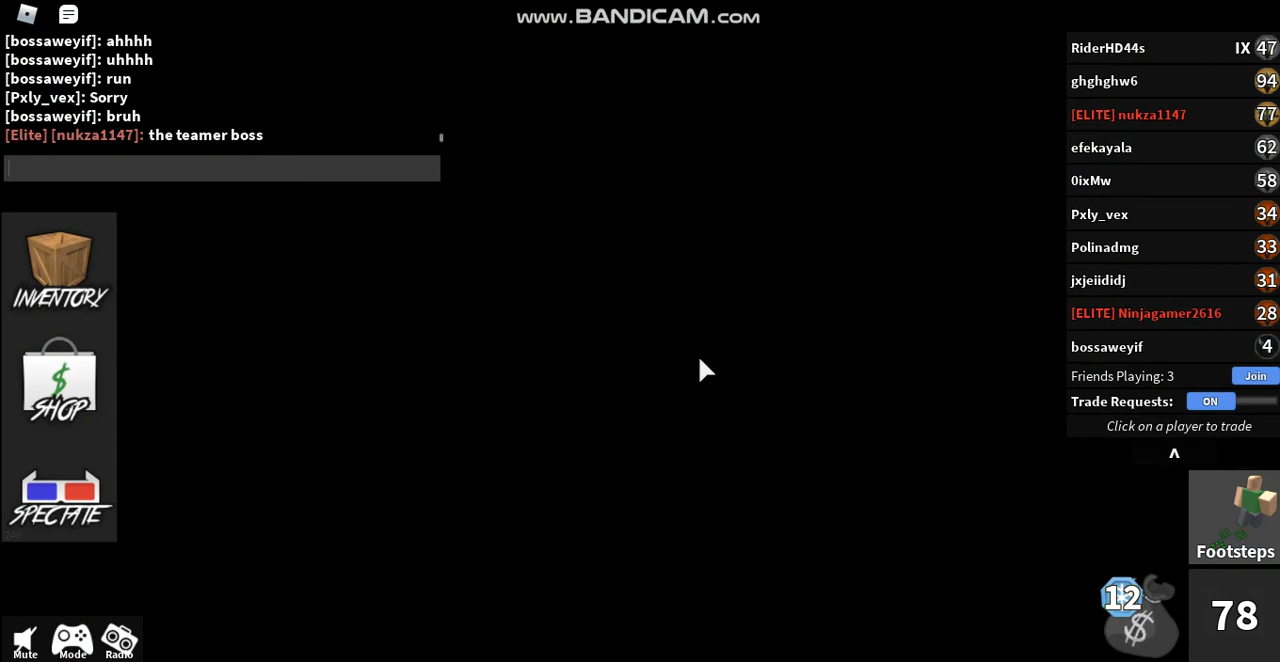 www.BANDICAM.com
[bossaweyif]: ahhhh
[bossaweyif]: uhhhh
[bossaweyif]: run
[Pxly_vex]: Sorry
[bossaweyif]: bruh
[Elite] [nukza1147]: the teamer boss
INVENTORY
$
SHOP
SPECTATE
240
Mute
Mode
Radio
RiderHD44s IX 47
ghghghw6 94
[ELITE] nukza1147 77
efekayala 62
0ixMw 58
Pxly_vex 34
Polinadmg 33
jxjeiididj 31
[ELITE] Ninjagamer2616 28
bossaweyif 4
Friends Playing: 3 Join
Trade Requests: ON
Click on a player to trade
^
Footsteps
12
$
78